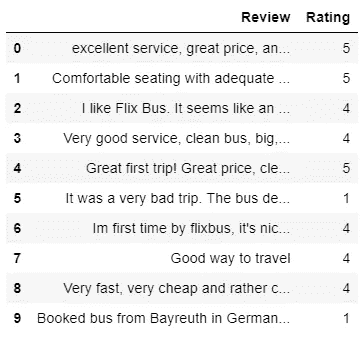 Review Rating
0 excellent service, great price, an... 5
1 Comfortable seating with adequate ... 5
2 I like Flix Bus. It seems like an ... 4
3 Very good service, clean bus, big,... 4
4 Great first trip! Great price, cle... 5
5 It was a very bad trip. The bus de... 1
6 Im first time by flixbus, it's nic... 4
7 Good way to travel 4
8 Very fast, very cheap and rather c... 4
9 Booked bus from Bayreuth in German... 1